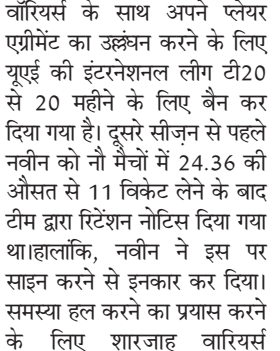 वॉरियर्स के साथ अपने प्लेयर
एग्रीमेंट का उल्लंघन करने के लिए
यूएई की इंटरनेशनल लीग टी20
से 20 महीने के लिए बैन कर
दिया गया है। दूसरे सीज़न से पहले
नवीन को नौ मैचों में 24.36 की
औसत से 11 विकेट लेने के बाद
टीम द्वारा रिटेंशन नोटिस दिया गया
था।हालांकि, नवीन ने इस पर
साइन करने से इनकार कर दिया।
समस्या हल करने का प्रयास करने
के लिए शारजाह वारियर्स